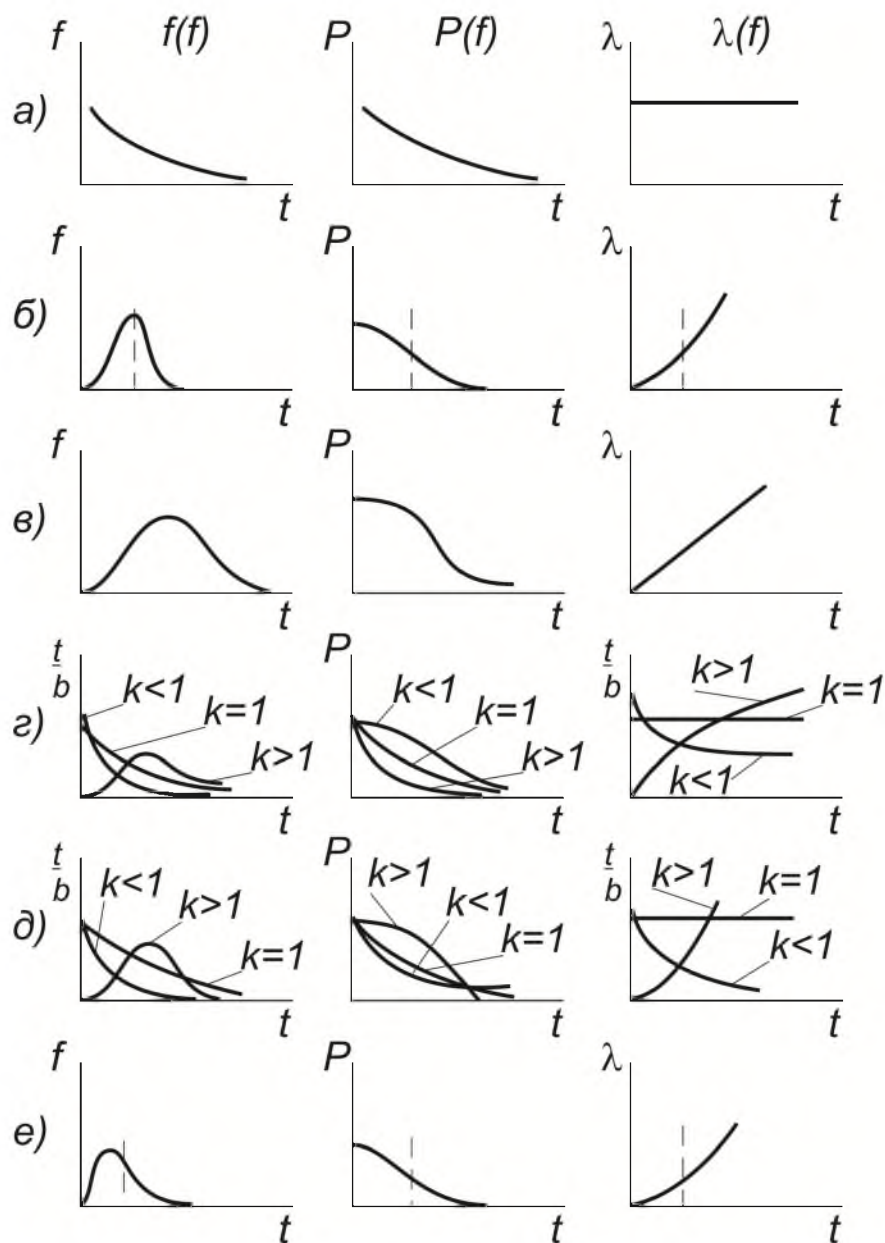 f f(f) P P(f) λ λ(f)
а)
t t t
f P λ
б)
t t t
f P λ
в)
t t t
t/b P t/b
k<1 k<1 k>1
k=1 k=1 k=1
г)
k>1 k>1 k<1
t t t
t/b P t/b
k<1 k>1 k>1 k=1
k>1 k<1
д)
k=1 k=1 k<1
t t t
f P λ
е)
t t t